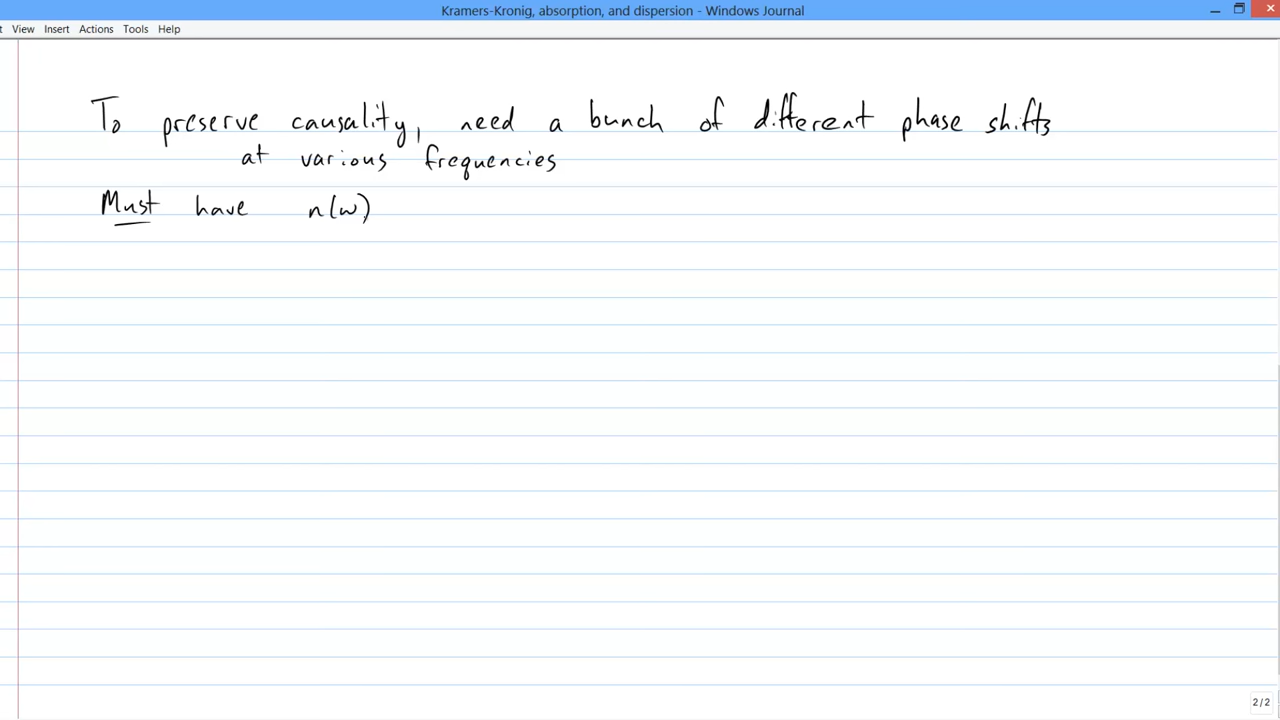 Kramers-Kronig, absorption, and dispersion - Windows Journal
View Insert Actions Tools Help
To preserve causality, need a bunch of different phase shifts
at various frequencies
Must have n(ω)
2/2